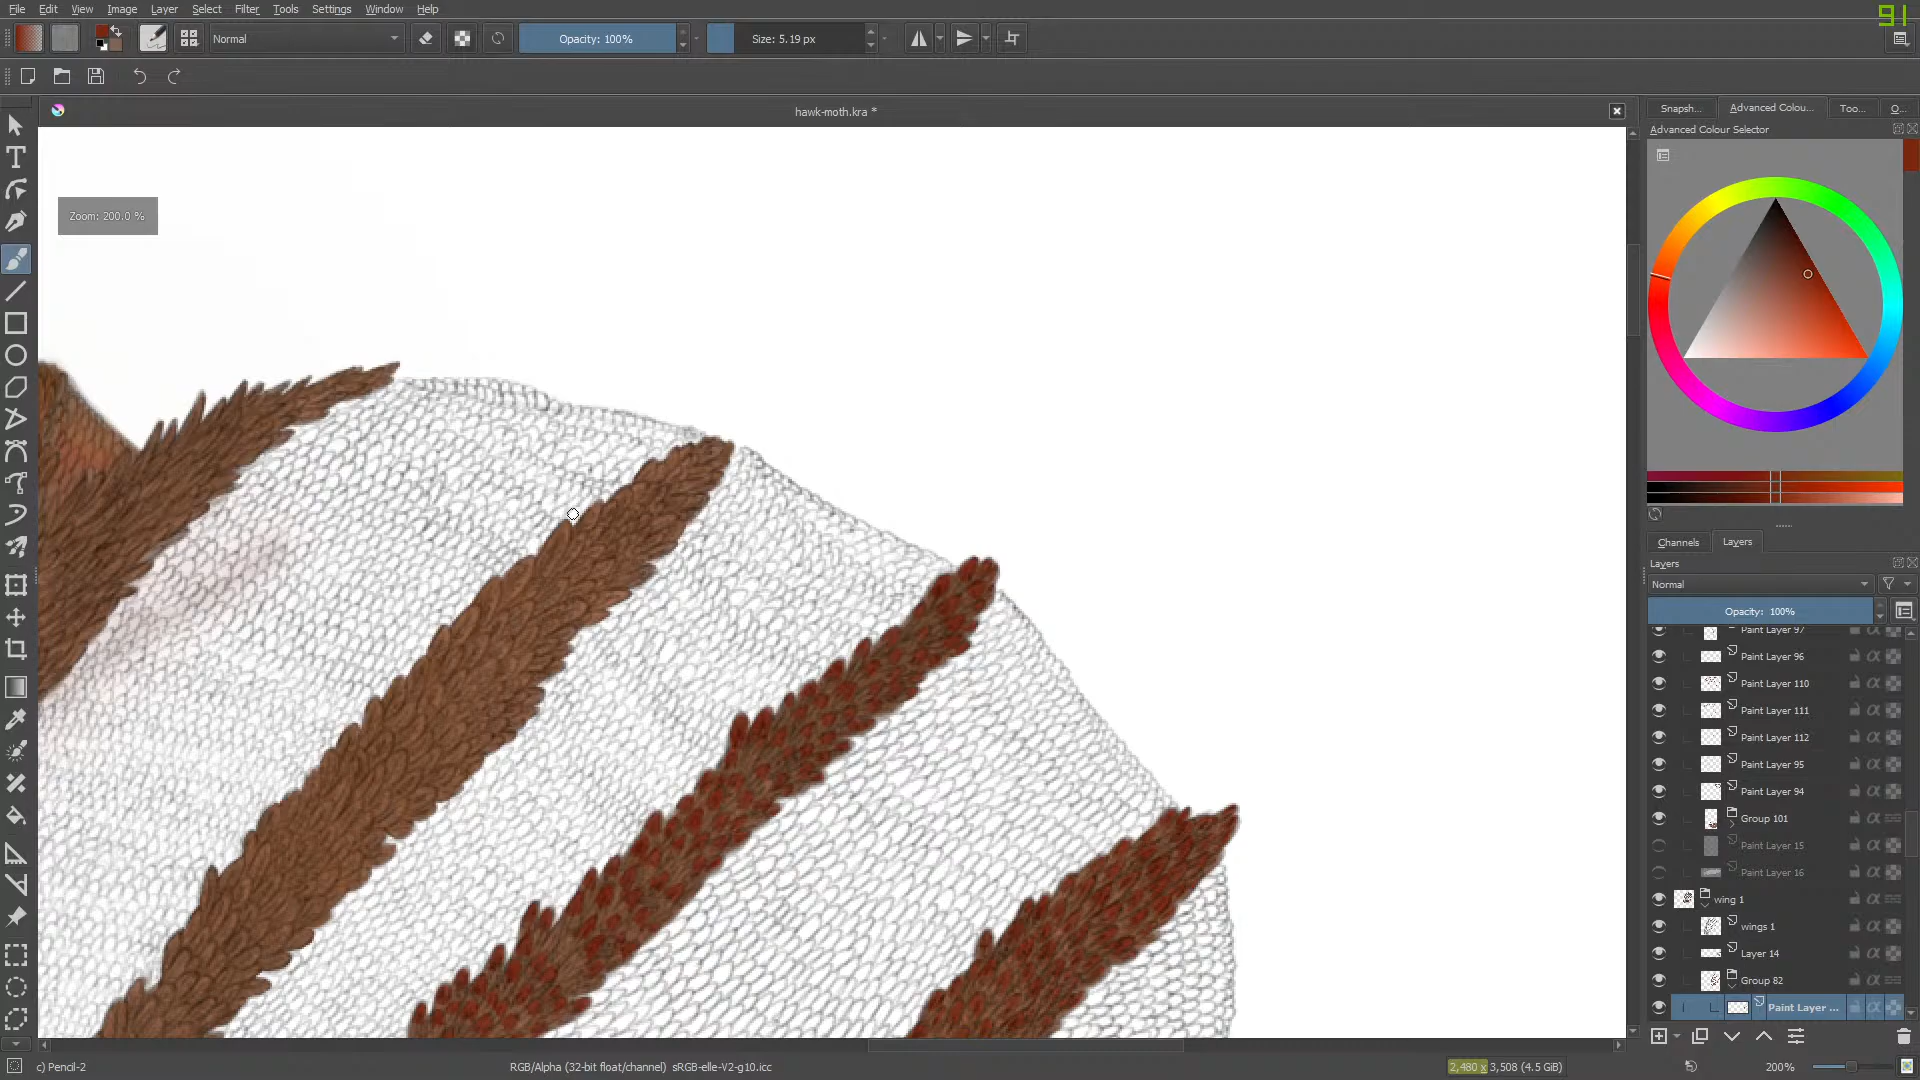 File Edit View Image Layer Select Filter Tools Settings Window Help
91
Normal
Opacity: 100%
Size: 5.19 px
hawk-moth.kra *
Snapsh...
Advanced Colou...
Too...
O...
Advanced Colour Selector
Zoom: 200.0 %
Channels
Layers
Layers
Normal
Opacity: 100%
Paint Layer 97
Paint Layer 96
Paint Layer 110
Paint Layer 111
Paint Layer 112
Paint Layer 95
Paint Layer 94
Group 101
Paint Layer 15
Paint Layer 16
wing 1
wings 1
Layer 14
Group 82
Paint Layer ...
c) Pencil-2
RGB/Alpha (32-bit float/channel) sRGB-elle-V2-g10.icc
2,480 x 3,508 (4.5 GiB)
200%